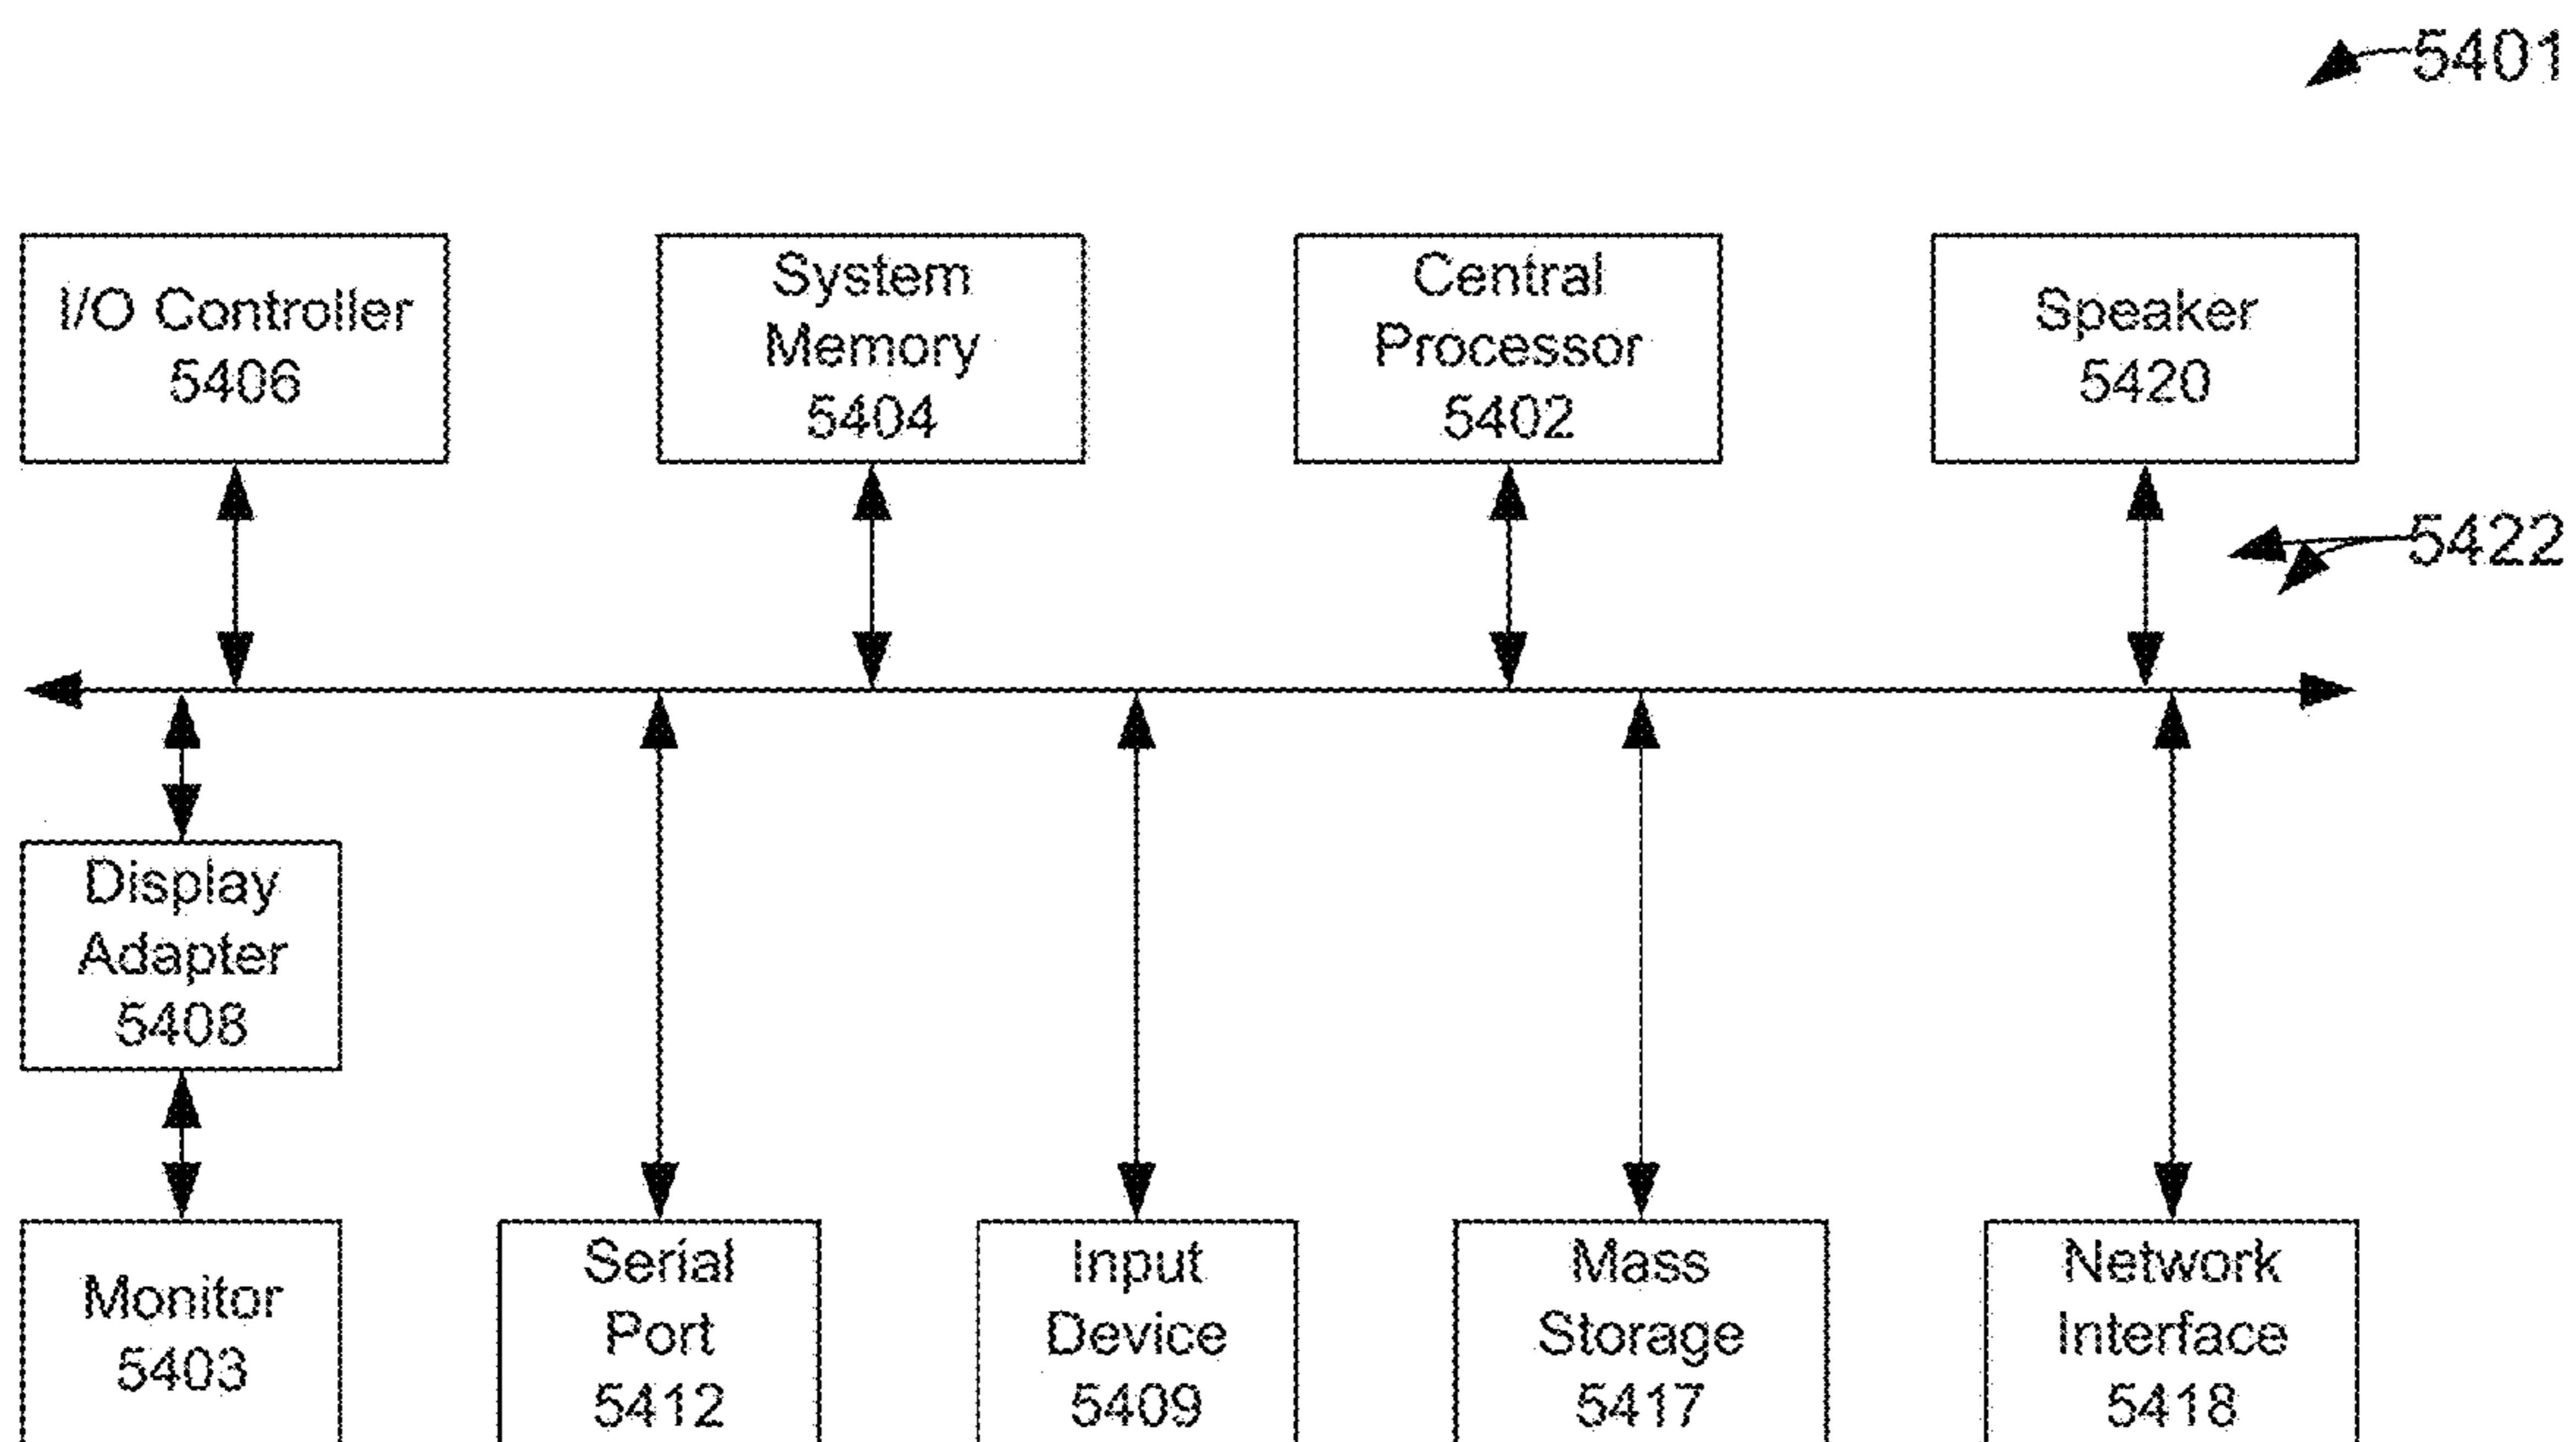 5401
I/O Controller
5406
System
Memory
5404
Central
Processor
5402
Speaker
5420
5422
Display
Adapter
5408
Monitor
5403
Serial
Port
5412
Input
Device
5409
Mass
Storage
5417
Network
Interface
5418